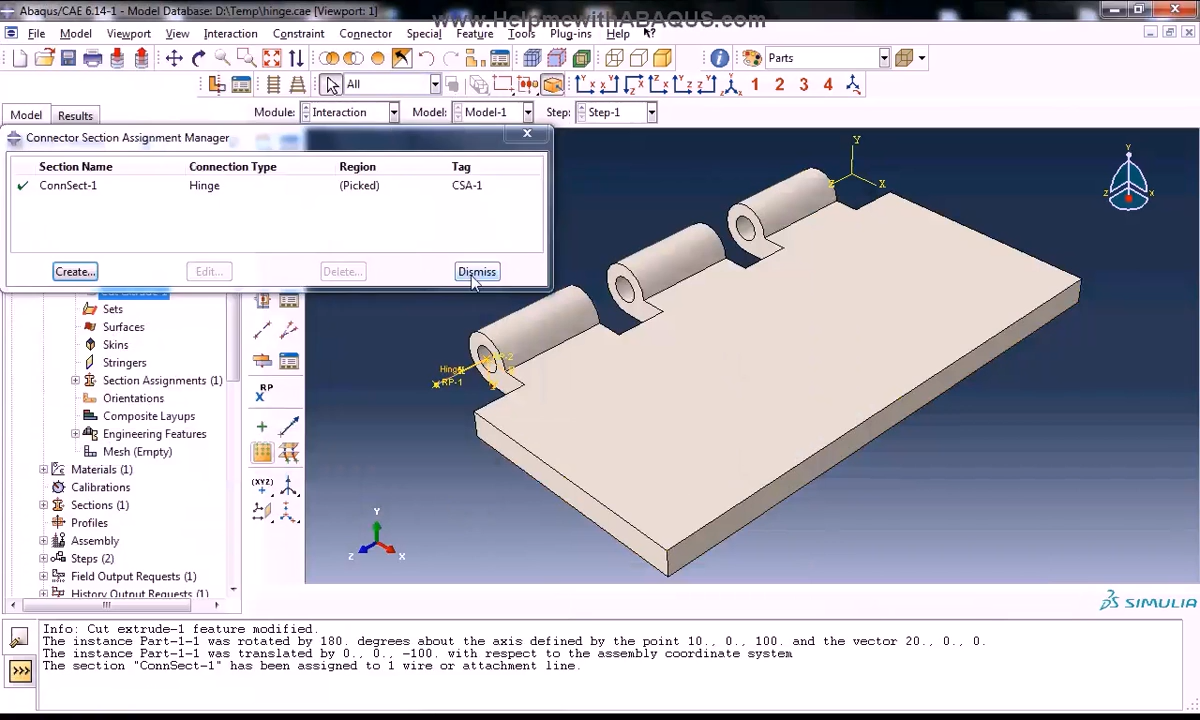 Abaqus/CAE 6.14-1 - Model Database: D:\Temp\hinge.cae [Viewport: 1]
www.HelpmewithABAQUS.com
File Model Viewport View Interaction Constraint Connector Special Feature Tools Plug-ins Help
Parts
All
1 2 3 4
Model Results
Module: Interaction Model: Model-1 Step: Step-1
Connector Section Assignment Manager
Section Name Connection Type Region Tag
ConnSect-1 Hinge (Picked) CSA-1
Create... Edit... Delete... Dismiss
Sets
Surfaces
Skins
Stringers
Section Assignments (1)
Orientations
Composite Layups
Engineering Features
Mesh (Empty)
Materials (1)
Calibrations
Sections (1)
Profiles
Assembly
Steps (2)
Field Output Requests (1)
History Output Requests (1)
RP
(XYZ)
Y
X
Y
Z X
RP-2
Hinge
RP-1
Y
Z X
SIMULIA
Info: Cut extrude-1 feature modified.
The instance Part-1-1 was rotated by 180. degrees about the axis defined by the point 10., 0., 100. and the vector 20., 0., 0.
The instance Part-1-1 was translated by 0., 0., -100. with respect to the assembly coordinate system
The section "ConnSect-1" has been assigned to 1 wire or attachment line.